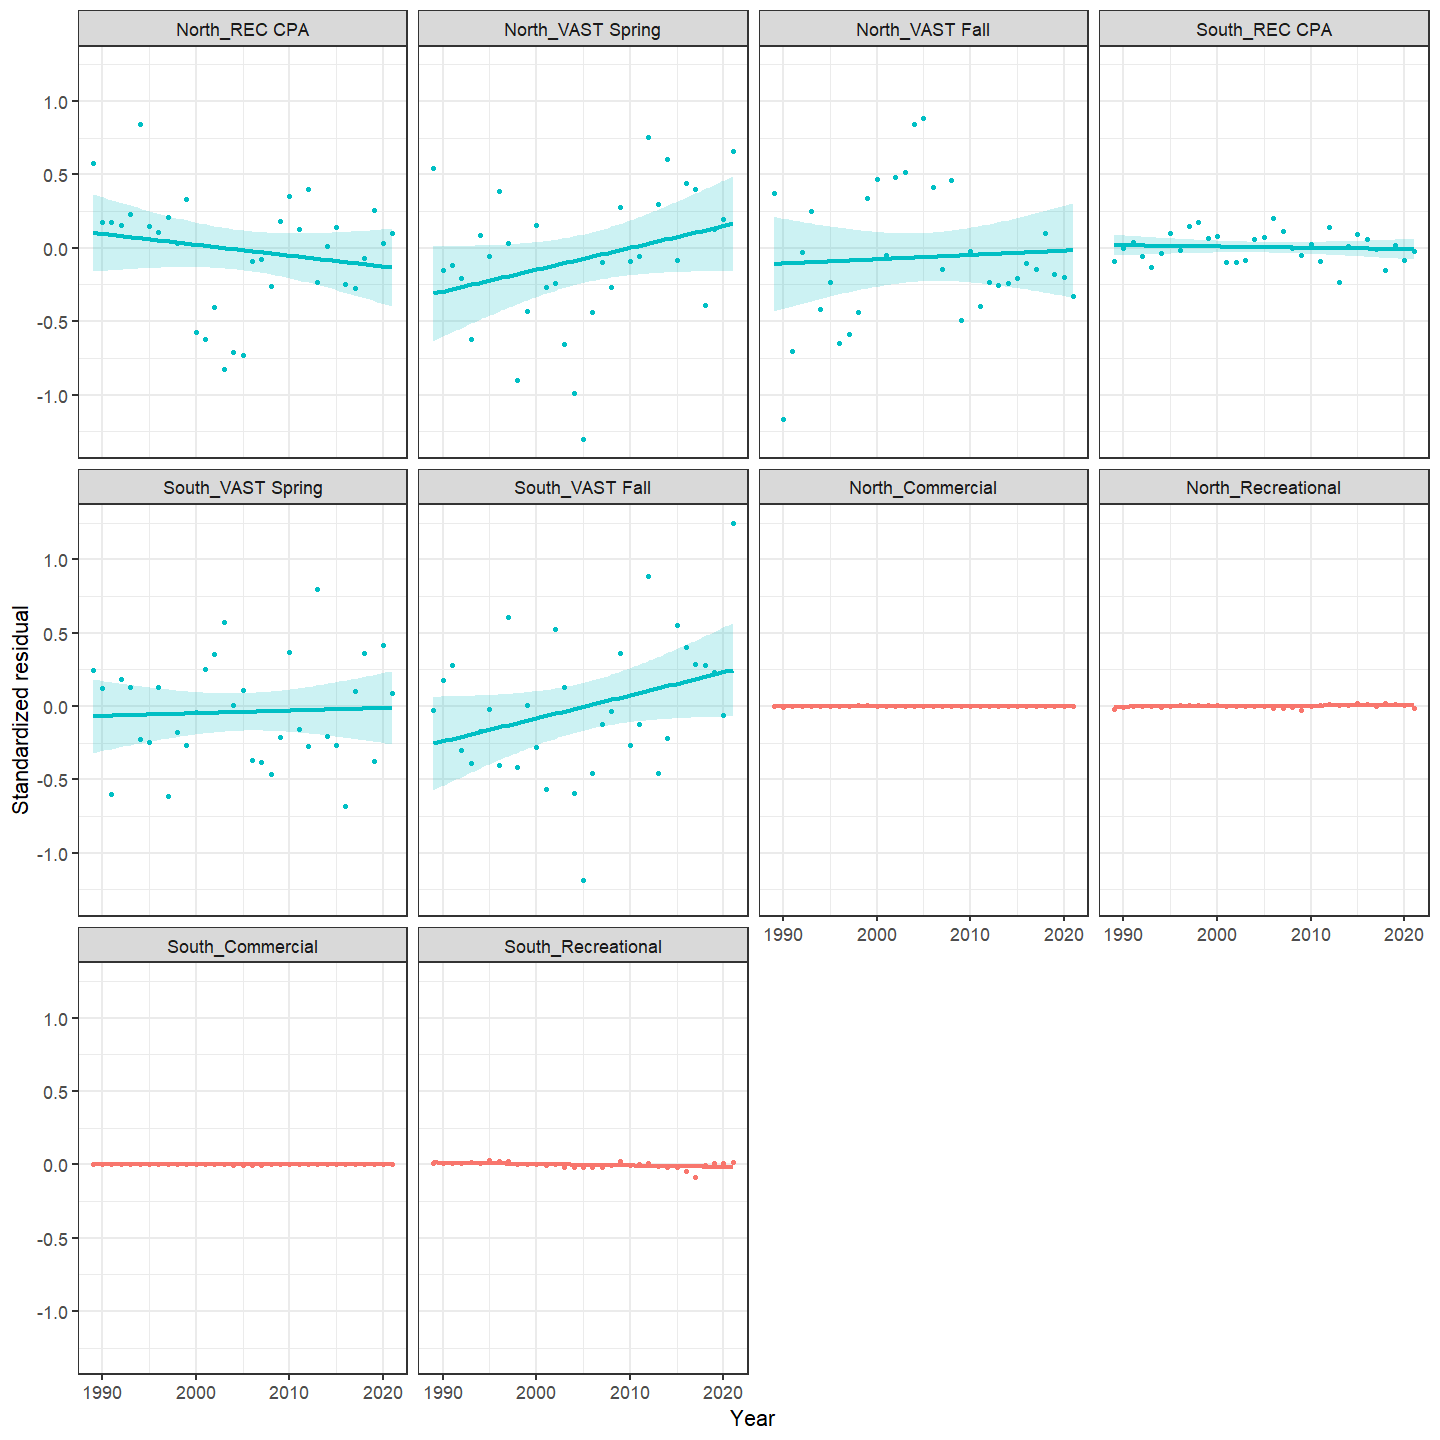 North_REC CPA North_VAST Spring North_VAST Fall South_REC CPA
1.0
0.5
0.0
-0.5
-1.0
South_VAST Spring South_VAST Fall North_Commercial North_Recreational
1.0
0.5
0.0
-0.5
-1.0
1990 2000 2010 2020 1990 2000 2010 2020
Standardized residual
South_Commercial South_Recreational
1.0
0.5
0.0
-0.5
-1.0
1990 2000 2010 2020 1990 2000 2010 2020
Year